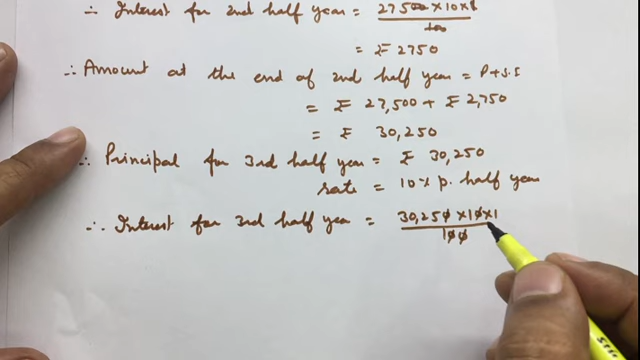 ∴ Interest for 2nd half year = 27500 × 10 × 1
100
= ₹ 2750
∴ Amount at the end of 2nd half year = P + S.I
= ₹ 27,500 + ₹ 2,750
= ₹ 30,250
∴ Principal for 3rd half year = ₹ 30,250
rate = 10% p. half year
∴ Interest for 3rd half year = 30,250 × 10 × 1
100